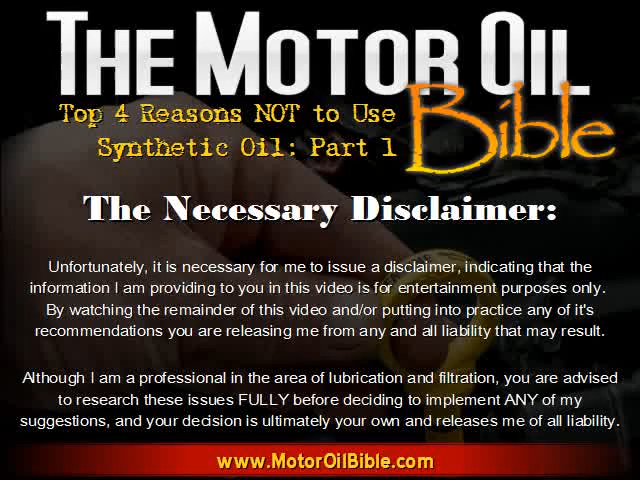 THE MOTOR OIL
Bible
Top 4 Reasons NOT to Use
Synthetic Oil: Part 1
The Necessary Disclaimer:
Unfortunately, it is necessary for me to issue a disclaimer, indicating that the
information I am providing to you in this video is for entertainment purposes only.
By watching the remainder of this video and/or putting into practice any of it's
recommendations you are releasing me from any and all liability that may result.
Although I am a professional in the area of lubrication and filtration, you are advised
to research these issues FULLY before deciding to implement ANY of my
suggestions, and your decision is ultimately your own and releases me of all liability.
www.MotorOilBible.com